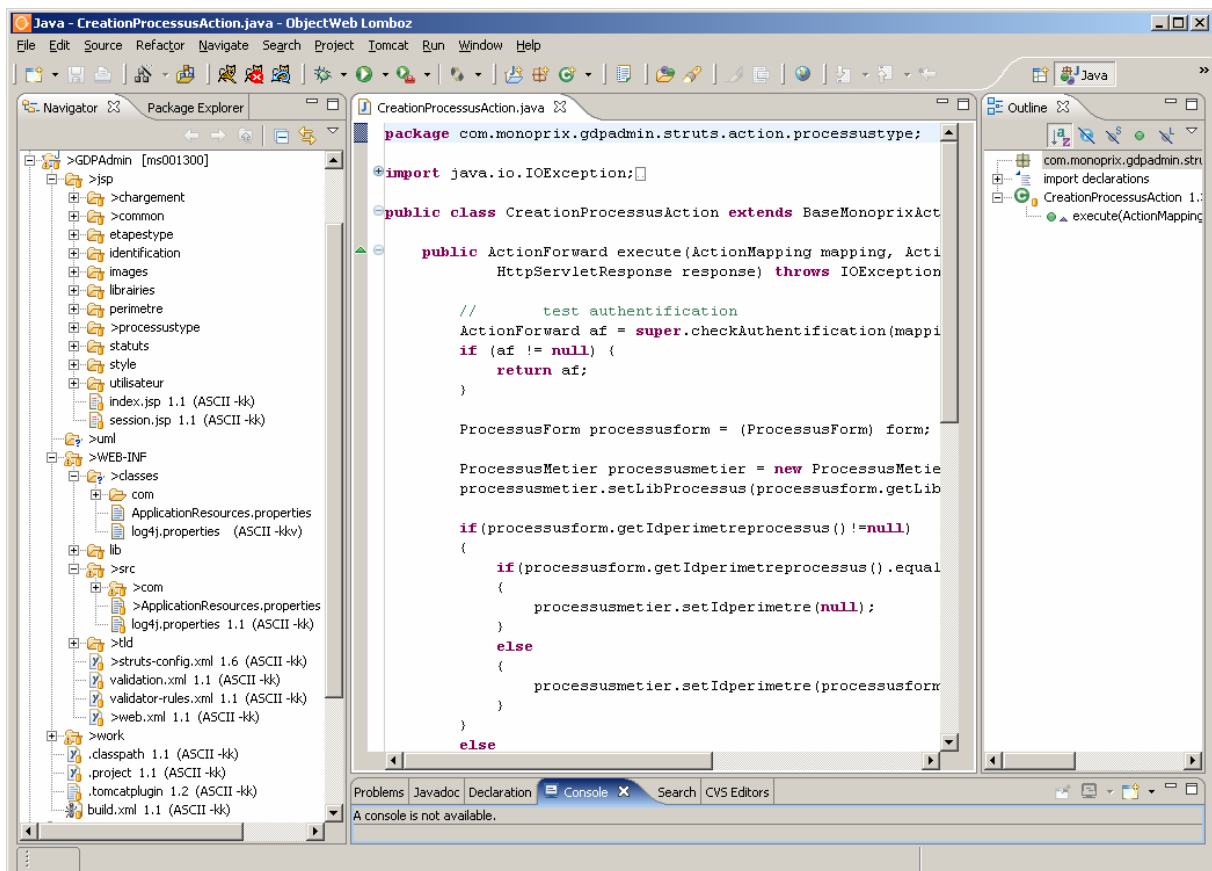 Java - CreationProcessusAction.java - ObjectWeb Lomboz
File Edit Source Refactor Navigate Search Project Tomcat Run Window Help
Java
»
Navigator
Package Explorer
>GDPAdmin [ms001300]
>jsp
>chargement
>common
etapestype
identification
images
librairies
perimetre
>processustype
statuts
style
utilisateur
index.jsp 1.1 (ASCII -kk)
session.jsp 1.1 (ASCII -kk)
>uml
>WEB-INF
>classes
com
ApplicationResources.properties
log4j.properties (ASCII -kkv)
lib
>src
>com
>ApplicationResources.properties
log4j.properties 1.1 (ASCII -kk)
>tld
>struts-config.xml 1.6 (ASCII -kk)
validation.xml 1.1 (ASCII -kk)
validator-rules.xml 1.1 (ASCII -kk)
>web.xml 1.1 (ASCII -kk)
>work
.classpath 1.1 (ASCII -kk)
.project 1.1 (ASCII -kk)
.tomcatplugin 1.2 (ASCII -kk)
build.xml 1.1 (ASCII -kk)
CreationProcessusAction.java
package com.monoprix.gdpadmin.struts.action.processustype;
import java.io.IOException;
public class CreationProcessusAction extends BaseMonoprixAct
public ActionForward execute(ActionMapping mapping, Acti
HttpServletResponse response) throws IOException
// test authentification
ActionForward af = super.checkAuthentification(mappi
if (af != null) {
return af;
}
ProcessusForm processusform = (ProcessusForm) form;
ProcessusMetier processusmetier = new ProcessusMetie
processusmetier.setLibProcessus(processusform.getLib
if(processusform.getIdperimetreprocessus()!=null)
{
if(processusform.getIdperimetreprocessus().equal
{
processusmetier.setIdperimetre(null);
}
else
{
processusmetier.setIdperimetre(processusform
}
}
else
Outline
com.monoprix.gdpadmin.stru
import declarations
CreationProcessusAction 1.
execute(ActionMapping
Problems Javadoc Declaration Console Search CVS Editors
A console is not available.